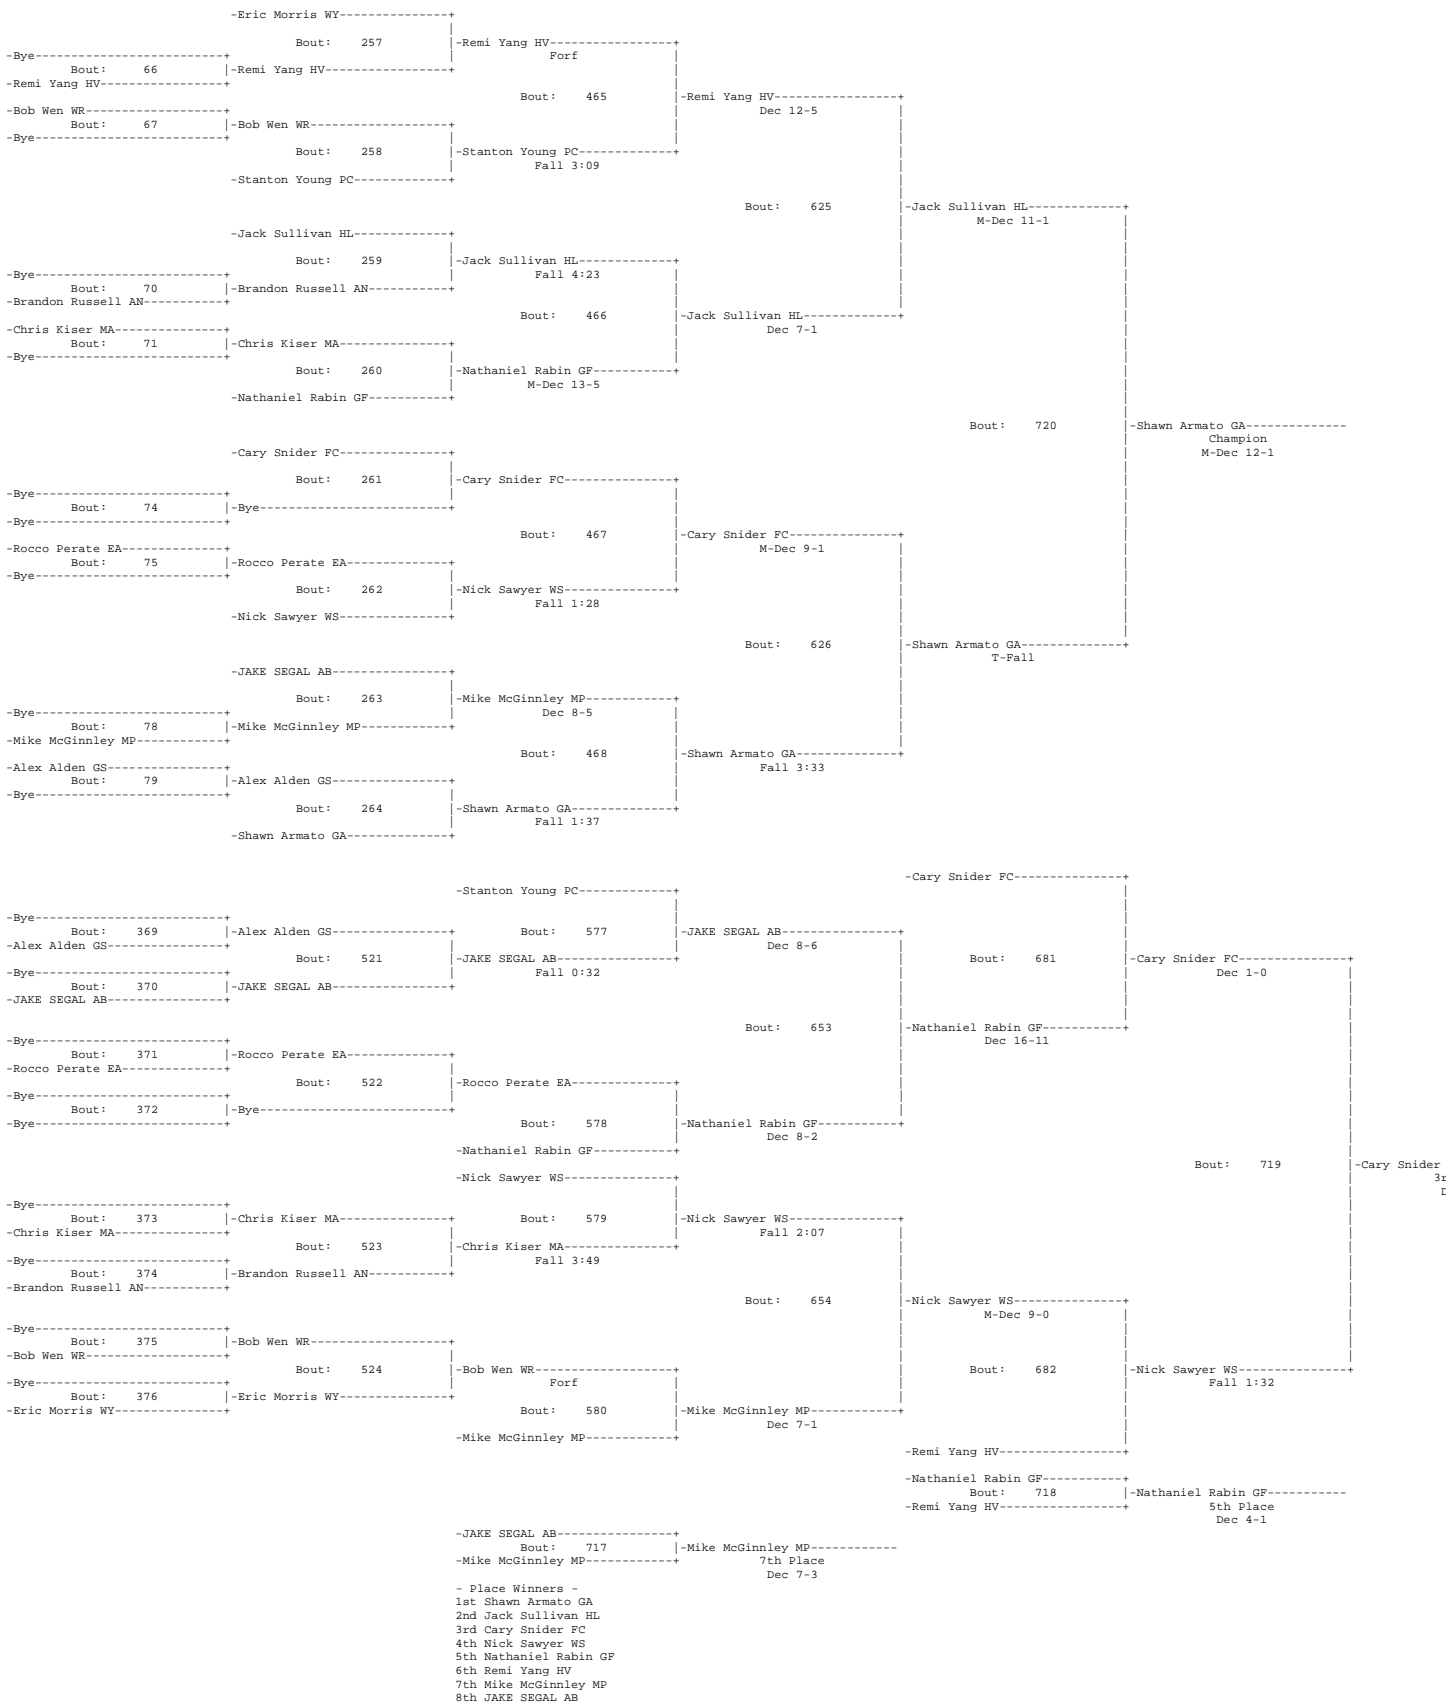 -Eric Morris WY---------------+
Bout: 257 |-Remi Yang HV-----------------+
-Bye--------------------------+ Forf
Bout: 66 |-Remi Yang HV-----------------+
-Remi Yang HV-----------------+
Bout: 465 |-Remi Yang HV-----------------+
-Bob Wen WR-------------------+ Dec 12-5
Bout: 67 |-Bob Wen WR-------------------+
-Bye--------------------------+
Bout: 258 |-Stanton Young PC-------------+
Fall 3:09
-Stanton Young PC-------------+
Bout: 625 |-Jack Sullivan HL-------------+
M-Dec 11-1
-Jack Sullivan HL-------------+
Bout: 259 |-Jack Sullivan HL-------------+
-Bye--------------------------+ Fall 4:23
Bout: 70 |-Brandon Russell AN-----------+
-Brandon Russell AN-----------+
Bout: 466 |-Jack Sullivan HL-------------+
-Chris Kiser MA---------------+ Dec 7-1
Bout: 71 |-Chris Kiser MA---------------+
-Bye--------------------------+
Bout: 260 |-Nathaniel Rabin GF-----------+
M-Dec 13-5
-Nathaniel Rabin GF-----------+
Bout: 720 |-Shawn Armato GA--------------
Champion
-Cary Snider FC---------------+ M-Dec 12-1
Bout: 261 |-Cary Snider FC---------------+
-Bye--------------------------+
Bout: 74 |-Bye--------------------------+
-Bye--------------------------+
Bout: 467 |-Cary Snider FC---------------+
-Rocco Perate EA--------------+ M-Dec 9-1
Bout: 75 |-Rocco Perate EA--------------+
-Bye--------------------------+
Bout: 262 |-Nick Sawyer WS---------------+
Fall 1:28
-Nick Sawyer WS---------------+
Bout: 626 |-Shawn Armato GA--------------+
T-Fall
-JAKE SEGAL AB----------------+
Bout: 263 |-Mike McGinnley MP------------+
-Bye--------------------------+ Dec 8-5
Bout: 78 |-Mike McGinnley MP------------+
-Mike McGinnley MP------------+
Bout: 468 |-Shawn Armato GA--------------+
-Alex Alden GS----------------+ Fall 3:33
Bout: 79 |-Alex Alden GS----------------+
-Bye--------------------------+
Bout: 264 |-Shawn Armato GA--------------+
Fall 1:37
-Shawn Armato GA--------------+
-Cary Snider FC---------------+
-Stanton Young PC-------------+
-Bye--------------------------+
Bout: 369 |-Alex Alden GS----------------+ Bout: 577 |-JAKE SEGAL AB----------------+
-Alex Alden GS----------------+ Dec 8-6
Bout: 521 |-JAKE SEGAL AB----------------+ Bout: 681 |-Cary Snider FC---------------+
-Bye--------------------------+ Fall 0:32 Dec 1-0
Bout: 370 |-JAKE SEGAL AB----------------+
-JAKE SEGAL AB----------------+
Bout: 653 |-Nathaniel Rabin GF-----------+
-Bye--------------------------+ Dec 16-11
Bout: 371 |-Rocco Perate EA--------------+
-Rocco Perate EA--------------+
Bout: 522 |-Rocco Perate EA--------------+
-Bye--------------------------+
Bout: 372 |-Bye--------------------------+
-Bye--------------------------+ Bout: 578 |-Nathaniel Rabin GF-----------+
Dec 8-2
-Nathaniel Rabin GF-----------+
Bout: 719 |-Cary Snider
-Nick Sawyer WS---------------+
-Bye--------------------------+
Bout: 373 |-Chris Kiser MA---------------+ Bout: 579 |-Nick Sawyer WS---------------+
-Chris Kiser MA---------------+ Fall 2:07
Bout: 523 |-Chris Kiser MA---------------+
-Bye--------------------------+ Fall 3:49
Bout: 374 |-Brandon Russell AN-----------+
-Brandon Russell AN-----------+
Bout: 654 |-Nick Sawyer WS---------------+
M-Dec 9-0
-Bye--------------------------+
Bout: 375 |-Bob Wen WR-------------------+
-Bob Wen WR-------------------+
Bout: 524 |-Bob Wen WR-------------------+ Bout: 682 |-Nick Sawyer WS---------------+
-Bye--------------------------+ Forf Fall 1:32
Bout: 376 |-Eric Morris WY---------------+
-Eric Morris WY---------------+ Bout: 580 |-Mike McGinnley MP------------+
Dec 7-1
-Mike McGinnley MP------------+
-Remi Yang HV-----------------+
-Nathaniel Rabin GF-----------+
Bout: 718 |-Nathaniel Rabin GF-----------
-Remi Yang HV-----------------+ 5th Place
Dec 4-1
-JAKE SEGAL AB----------------+
Bout: 717 |-Mike McGinnley MP------------
-Mike McGinnley MP------------+ 7th Place
Dec 7-3
- Place Winners -
1st Shawn Armato GA
2nd Jack Sullivan HL
3rd Cary Snider FC
4th Nick Sawyer WS
5th Nathaniel Rabin GF
6th Remi Yang HV
7th Mike McGinnley MP
8th JAKE SEGAL AB